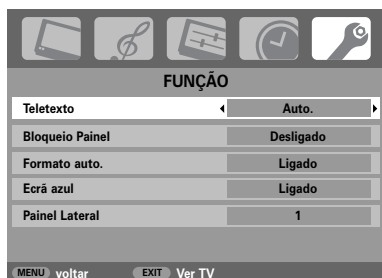 FUNÇÃO
Teletexto Auto.
Bloqueio Painel Desligado
Formato auto. Ligado
Ecrã azul Ligado
Painel Lateral 1
MENU voltar EXIT Ver TV